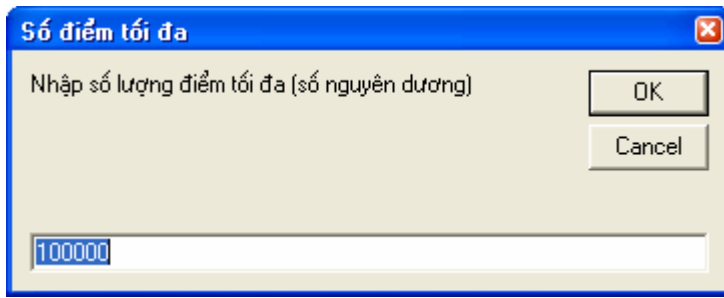 Số điểm tối đa
Nhập số lượng điểm tối đa (số nguyên dương)
OK
Cancel
100000